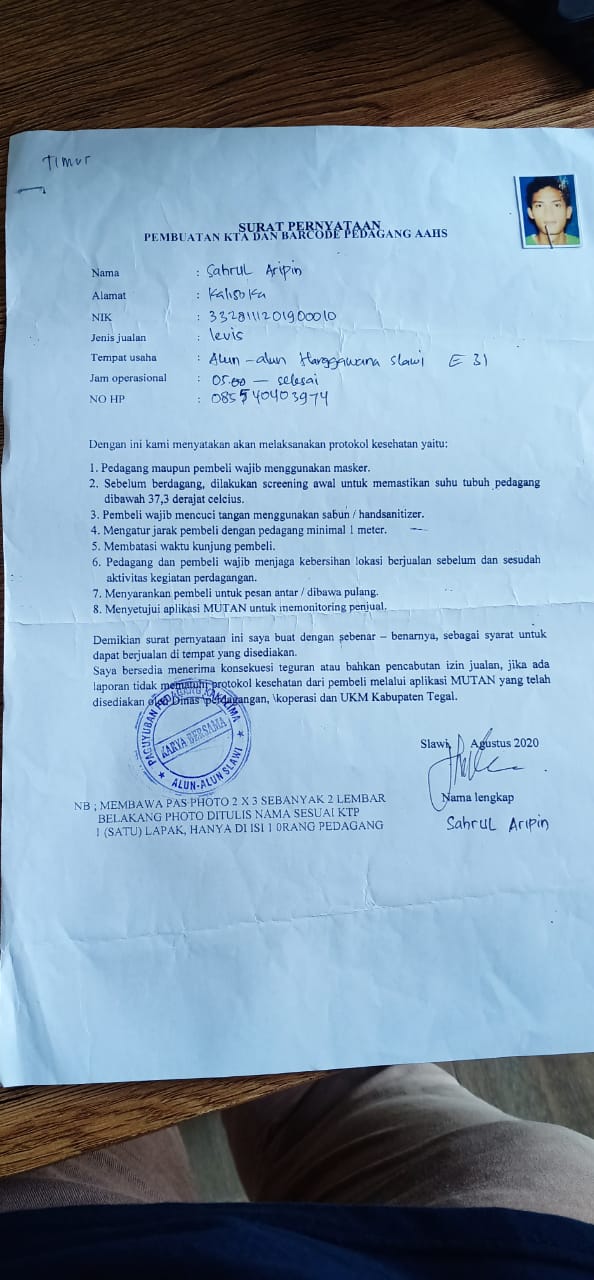 Timur
SURAT PERNYATAAN
PEMBUATAN KTA DAN BARCODE PEDAGANG AAHS
Nama : Sahrul Aripin
Alamat : Kalisoka
NIK : 3328111201900010
Jenis jualan : levis
Tempat usaha : Alun-alun Hanggawana Slawi E 31
Jam operasional : 05.00 — selesai
NO HP : 085540403974
Dengan ini kami menyatakan akan melaksanakan protokol kesehatan yaitu:
1. Pedagang maupun pembeli wajib menggunakan masker.
2. Sebelum berdagang, dilakukan screening awal untuk memastikan suhu tubuh pedagang
dibawah 37,3 derajat celcius.
3. Pembeli wajib mencuci tangan menggunakan sabun / handsanitizer.
4. Mengatur jarak pembeli dengan pedagang minimal 1 meter.
5. Membatasi waktu kunjung pembeli.
6. Pedagang dan pembeli wajib menjaga kebersihan lokasi berjualan sebelum dan sesudah
aktivitas kegiatan perdagangan.
7. Menyarankan pembeli untuk pesan antar / dibawa pulang.
8. Menyetujui aplikasi MUTAN untuk memonitoring penjual.
Demikian surat pernyataan ini saya buat dengan sebenar – benarnya, sebagai syarat untuk
dapat berjualan di tempat yang disediakan.
Saya bersedia menerima konsekuesi teguran atau bahkan pencabutan izin jualan, jika ada
laporan tidak memenuhi protokol kesehatan dari pembeli melalui aplikasi MUTAN yang telah
disediakan oleh Dinas \perdagangan, \koperasi dan UKM Kabupaten Tegal.
PAGUYUBAN PEDAGANG KAKI LIMA
KARYA BERSAMA
ALUN-ALUN SLAWI
Slawi, Agustus 2020
Nama lengkap
Sahrul Aripin
NB ; MEMBAWA PAS PHOTO 2 X 3 SEBANYAK 2 LEMBAR
BELAKANG PHOTO DITULIS NAMA SESUAI KTP
1 (SATU) LAPAK, HANYA DI ISI 1 0RANG PEDAGANG